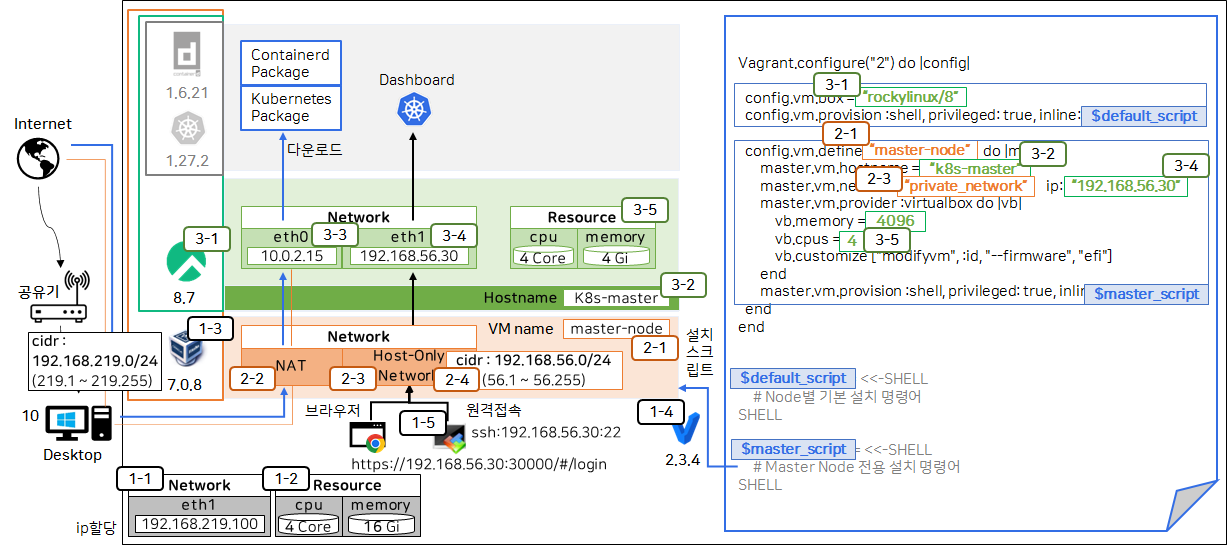 Internet
공유기
cidr :
192.168.219.0/24
(219.1 ~ 219.255)
10
Desktop
ip할당
containerd
1.6.21
1.27.2
Containerd
Package
Kubernetes
Package
다운로드
Dashboard
3-1
8.7
Network
eth0
3-3
10.0.2.15
eth1
3-4
192.168.56.30
Resource
3-5
cpu
4 Core
memory
4 Gi
Hostname
K8s-master
3-2
1-3
7.0.8
Network
VM name
master-node
2-1
NAT
2-2
Host-Only
Network
2-3
2-4
cidr : 192.168.56.0/24
(56.1 ~ 56.255)
설치
스크
립트
브라우저
1-5
원격접속
ssh:192.168.56.30:22
https://192.168.56.30:30000/#/login
1-4
2.3.4
1-1
Network
eth1
192.168.219.100
1-2
Resource
cpu
4 Core
memory
16 Gi
Vagrant.configure("2") do |config|
3-1
config.vm.box = "rockylinux/8"
config.vm.provision :shell, privileged: true, inline: $default_script
2-1
config.vm.define "master-node" do |m
3-2
master.vm.hostname = "k8s-master"
3-4
master.vm.ne 2-3 "private_network" ip: "192.168.56.30"
master.vm.provider :virtualbox do |vb|
vb.memory = 4096
vb.cpus = 4 3-5
vb.customize ["modifyvm", :id, "--firmware", "efi"]
end
master.vm.provision :shell, privileged: true, inlin $master_script
end
end
$default_script <<-SHELL
# Node별 기본 설치 명령어
SHELL
$master_script = <<-SHELL
# Master Node 전용 설치 명령어
SHELL